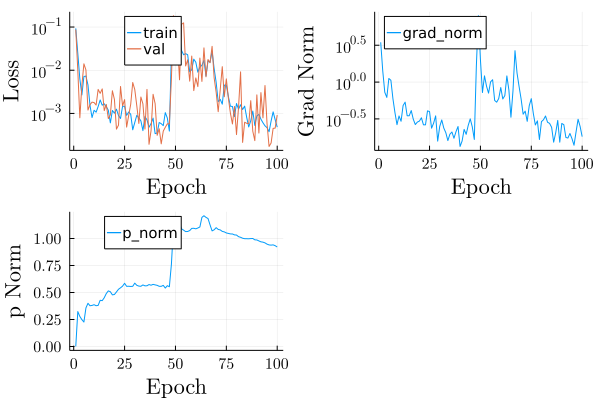 Loss
10^-1
10^-2
10^-3
train
val
0 25 50 75 100
Epoch
Grad Norm
10^0.5
10^0.0
10^-0.5
grad_norm
0 25 50 75 100
Epoch
p Norm
1.00
0.75
0.50
0.25
0.00
p_norm
0 25 50 75 100
Epoch